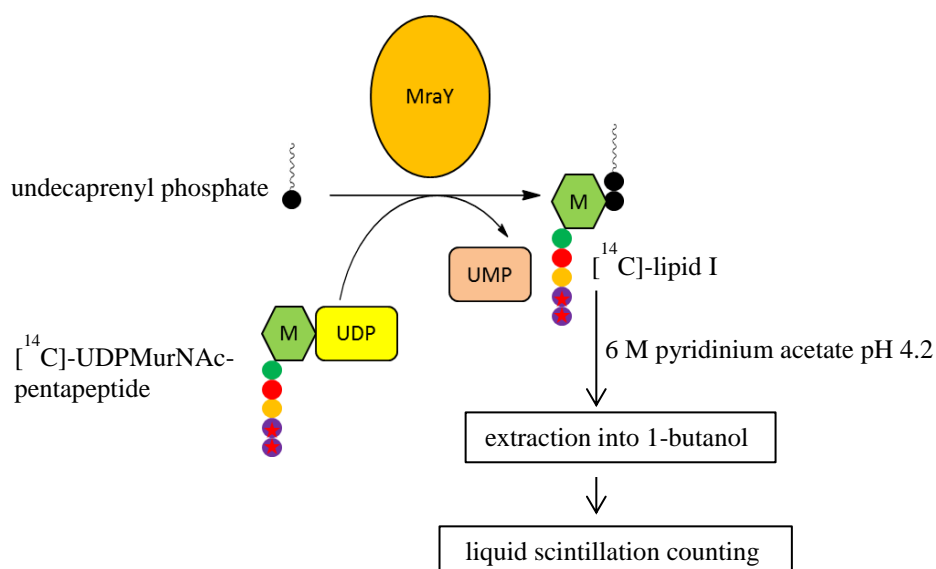 MraY
undecaprenyl phosphate
M
UMP
[14C]-lipid I
M
UDP
[14C]-UDPMurNAc-
pentapeptide
6 M pyridinium acetate pH 4.2
extraction into 1-butanol
liquid scintillation counting